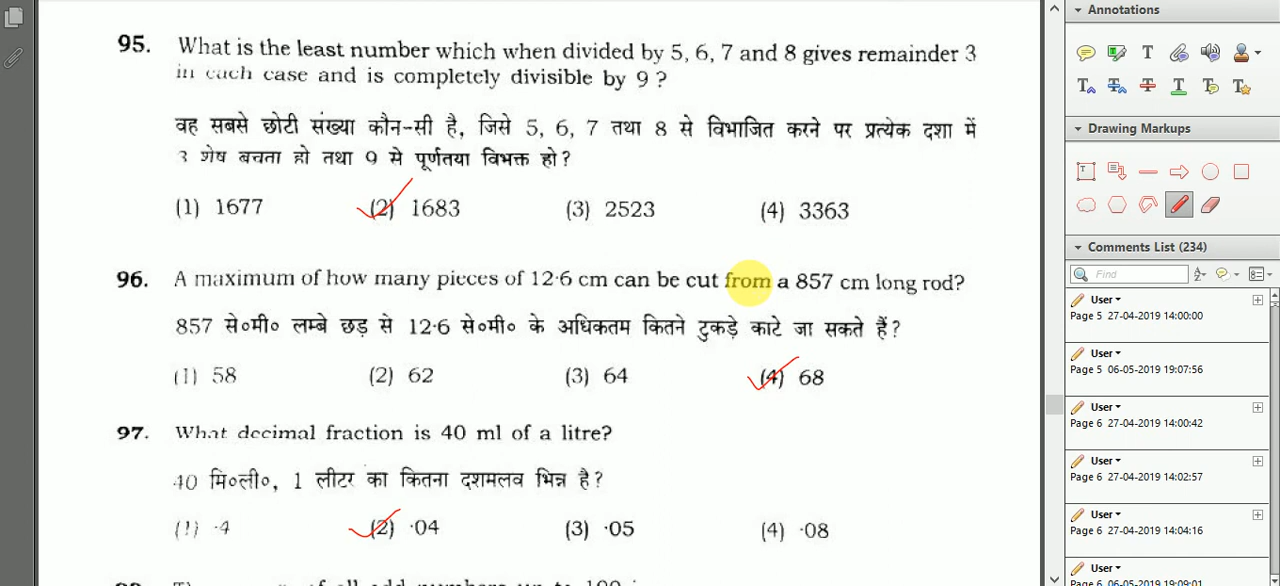 95. What is the least number which when divided by 5, 6, 7 and 8 gives remainder 3
in each case and is completely divisible by 9 ?
वह सबसे छोटी संख्या कौन-सी है, जिसे 5, 6, 7 तथा 8 से विभाजित करने पर प्रत्येक दशा में
3 शेष बचता हो तथा 9 से पूर्णतया विभक्त हो?
(1) 1677 (2) 1683 (3) 2523 (4) 3363
96. A maximum of how many pieces of 12·6 cm can be cut from a 857 cm long rod?
857 से॰मी॰ लम्बे छड़ से 12·6 से॰मी॰ के अधिकतम कितने टुकड़े काटे जा सकते हैं?
(1) 58 (2) 62 (3) 64 (4) 68
97. What decimal fraction is 40 ml of a litre?
40 मि॰ली॰, 1 लीटर का कितना दशमलव भिन्न है?
(1) ·4 (2) ·04 (3) ·05 (4) ·08
Annotations
Drawing Markups
Comments List (234)
Find
User
Page 5 27-04-2019 14:00:00
User
Page 5 06-05-2019 19:07:56
User
Page 6 27-04-2019 14:00:42
User
Page 6 27-04-2019 14:02:57
User
Page 6 27-04-2019 14:04:16
User
Page 6 06-05-2019 19:09:01